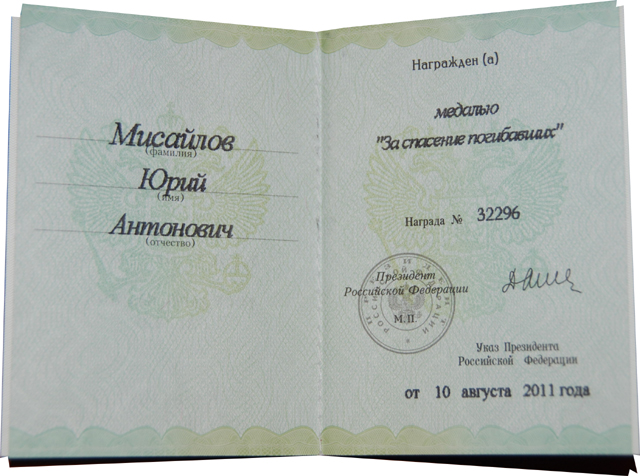 Мисайлов
(фамилия)
Юрий
(имя)
Антонович
(отчество)
Награжден (а)
медалью
"За спасение погибавших"
Награда № 32296
Президент
Российской Федерации
М.П.
Указ Президента
Российской Федерации
от 10 августа 2011 года